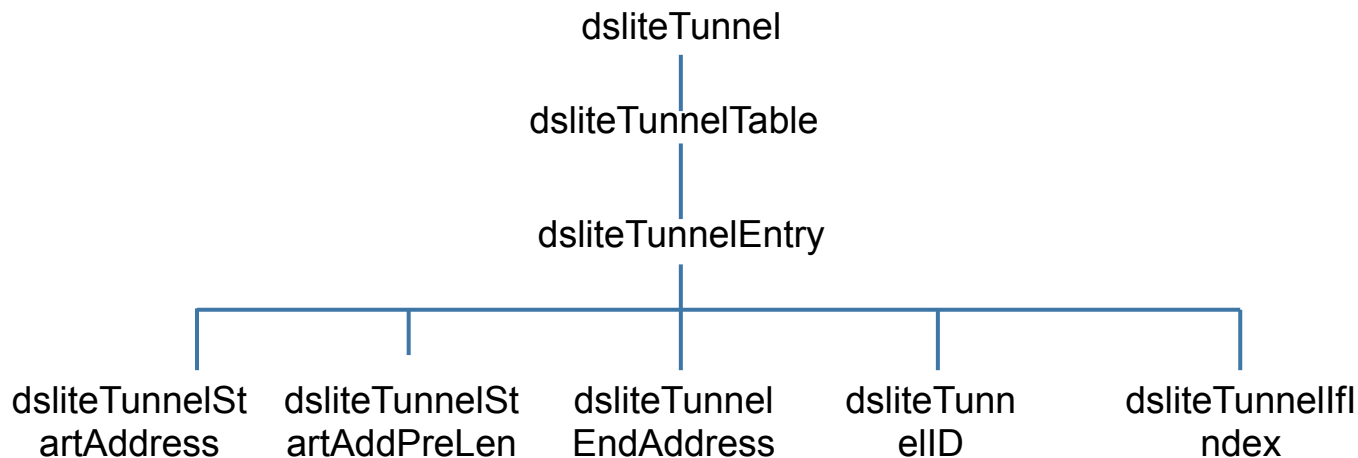 dsliteTunnel
dsliteTunnelTable
dsliteTunnelEntry
dsliteTunnelSt
artAddress
dsliteTunnelSt
artAddPreLen
dsliteTunnel
EndAddress
dsliteTunn
elID
dsliteTunnelIfI
ndex